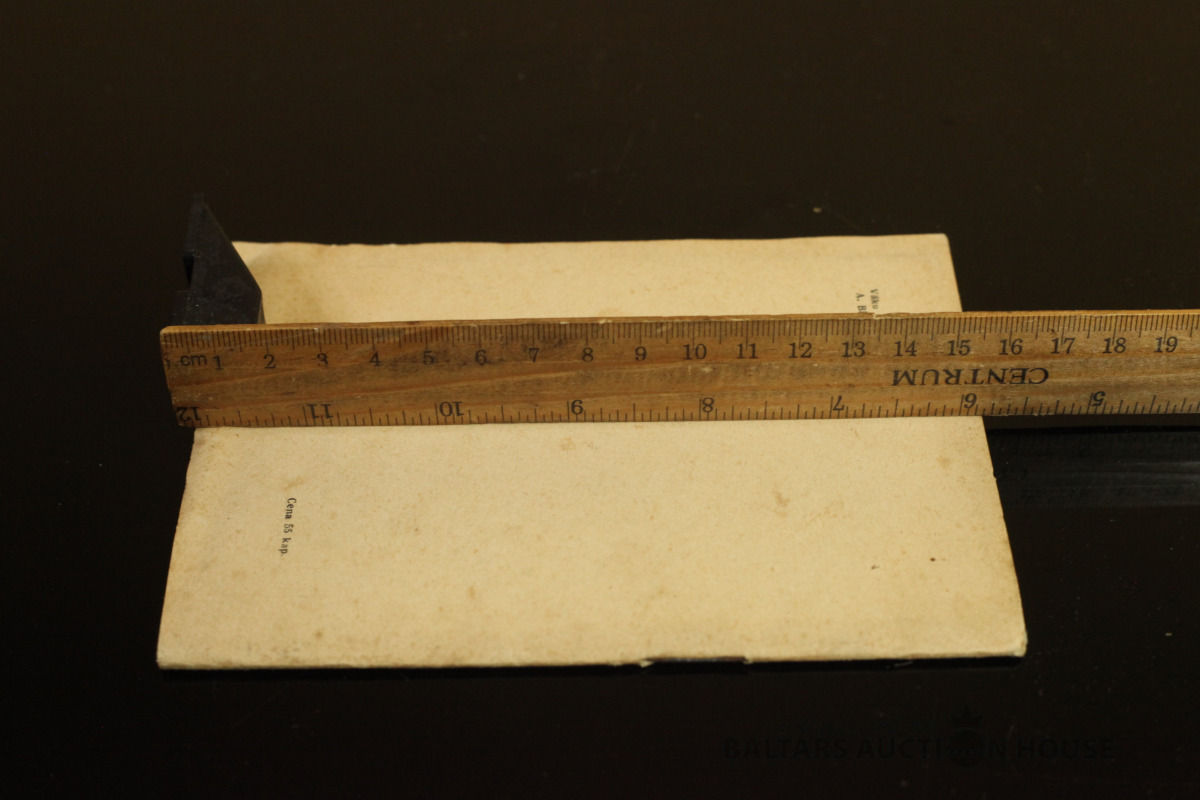 Vāku
A.
cm 1 2 3 4 5 6 7 8 9 10 11 12 13 14 15 16 17 18 19
CENTRUM
12 11 10 9 8 7 6 5
Cena 55 kap.
BALTARS AUCTION HOUSE